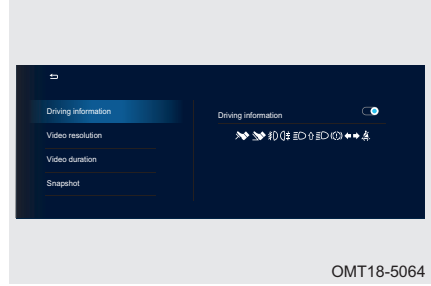 Driving information
Video resolution
Video duration
Snapshot
Driving information
OMT18-5064